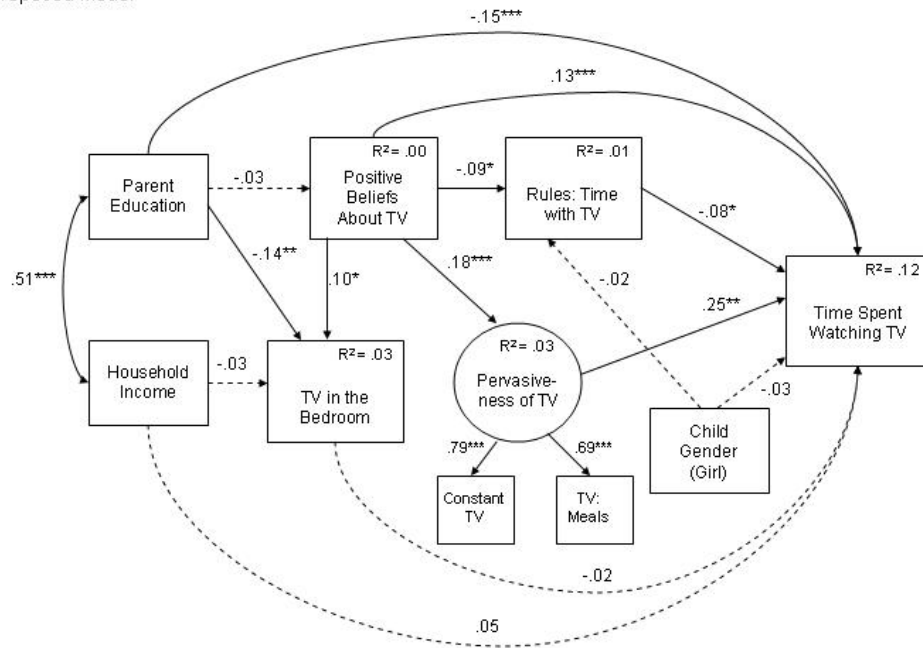 -.15***
.13***
R²= .00
R²= .01
Parent
Education
-.03
Positive
Beliefs
About TV
-.09*
Rules: Time
with TV
-.08*
-.14**
.10*
.18***
-.02
R²= .12
.51***
.25**
Time Spent
Watching TV
Household
Income
-.03
R²= .03
TV in the
Bedroom
R²= .03
Pervasive-
ness of TV
-.03
Child
Gender
(Girl)
.79***
.69***
Constant
TV
TV:
Meals
-.02
.05